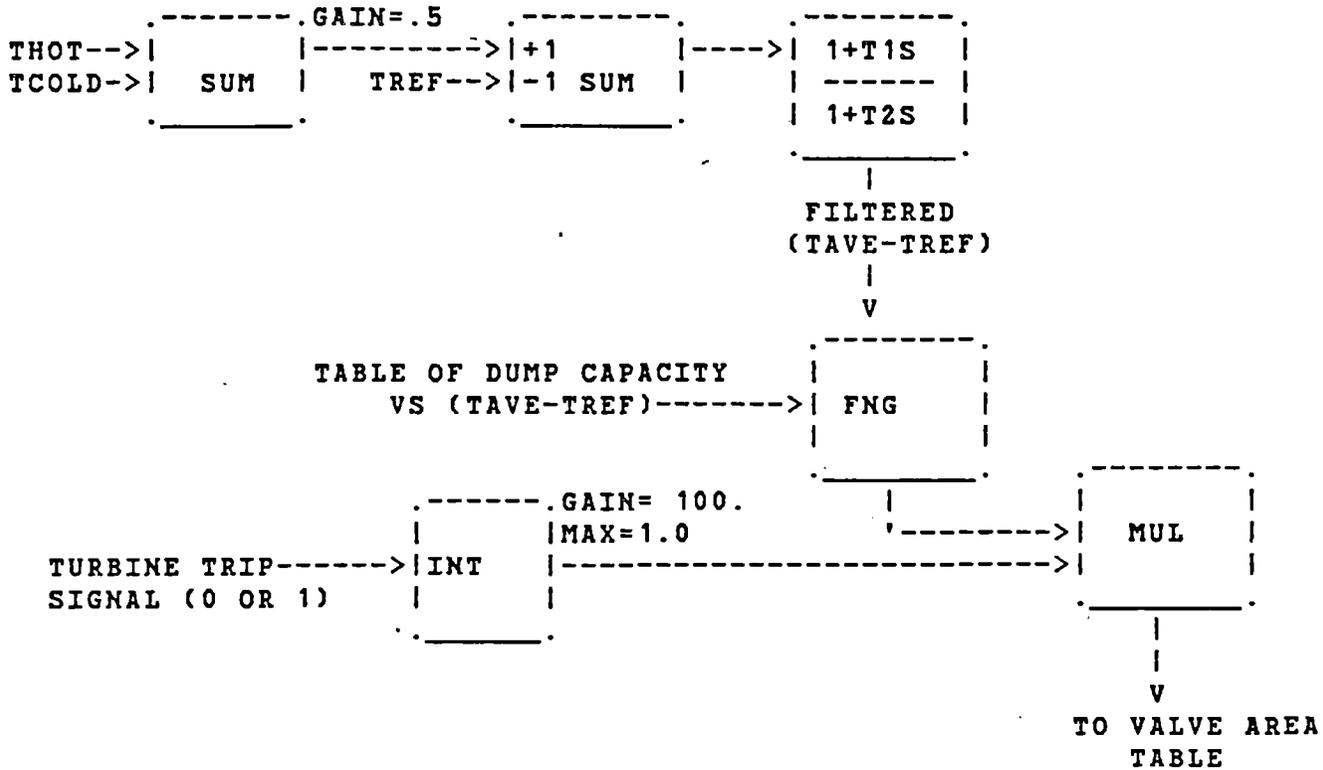 GAIN=.5
THOT-->
+1
1+T1S
TCOLD->
SUM
TREF-->
-1 SUM
------
1+T2S
FILTERED
(TAVE-TREF)
V
TABLE OF DUMP CAPACITY
VS (TAVE-TREF)------->
FNG
GAIN= 100.
MAX=1.0
MUL
TURBINE TRIP------>
INT
SIGNAL (0 OR 1)
V
TO VALVE AREA
TABLE